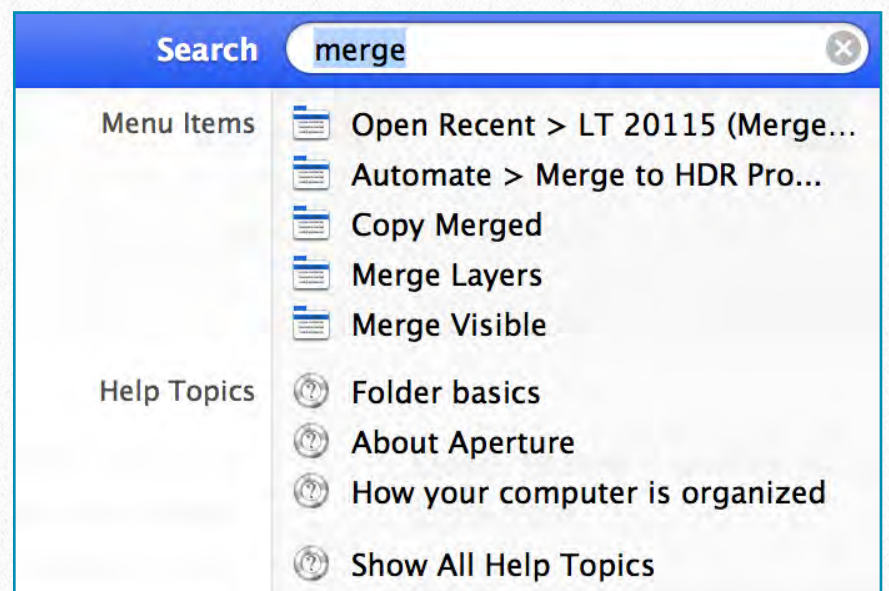 Search merge
Menu Items Open Recent > LT 20115 (Merge...
Automate > Merge to HDR Pro...
Copy Merged
Merge Layers
Merge Visible
Help Topics Folder basics
About Aperture
How your computer is organized
Show All Help Topics